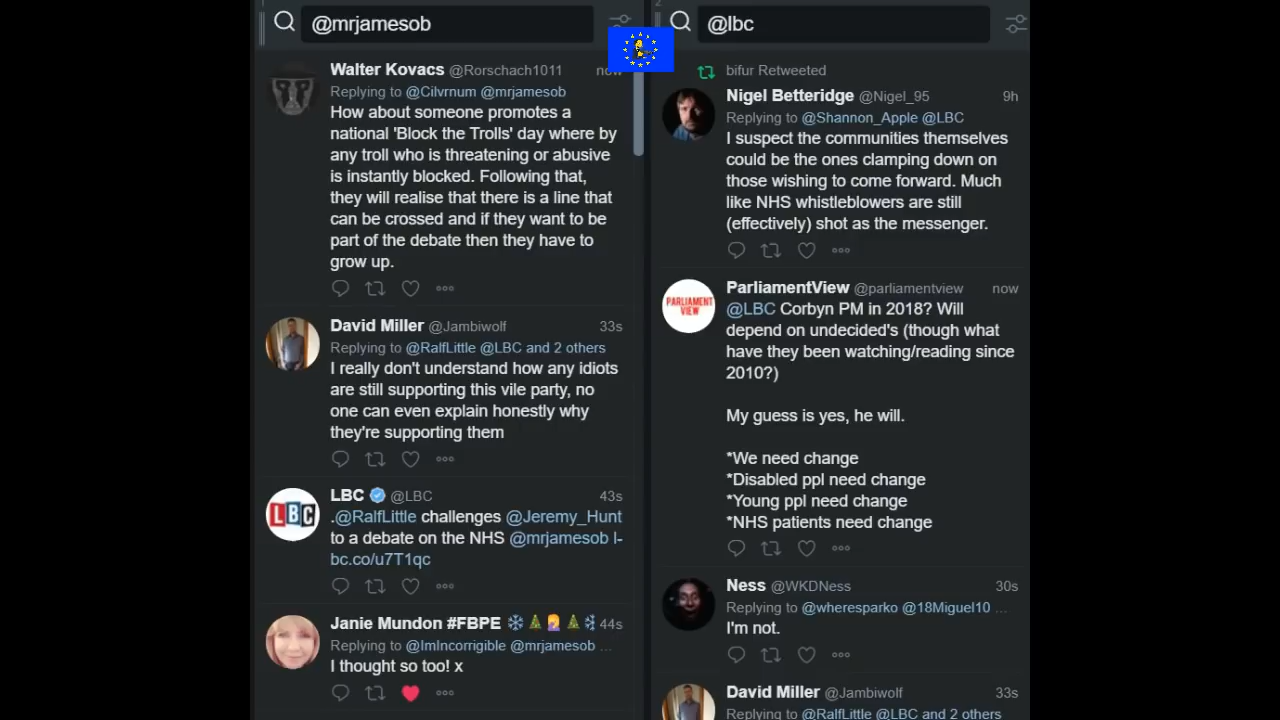 1
@mrjamesob
Walter Kovacs @Rorschach1011 now
Replying to @Cilvrnum @mrjamesob
How about someone promotes a
national 'Block the Trolls' day where by
any troll who is threatening or abusive
is instantly blocked. Following that,
they will realise that there is a line that
can be crossed and if they want to be
part of the debate then they have to
grow up.
David Miller @Jambiwolf 33s
Replying to @RalfLittle @LBC and 2 others
I really don't understand how any idiots
are still supporting this vile party, no
one can even explain honestly why
they're supporting them
LBC
LBC @LBC 43s
.@RalfLittle challenges @Jeremy_Hunt
to a debate on the NHS @mrjamesob l-
bc.co/u7T1qc
Janie Mundon #FBPE ❄️🎄🤦‍♀️🎄❄️ 44s
Replying to @ImIncorrigible @mrjamesob ...
I thought so too! x
2
@lbc
bifur Retweeted
Nigel Betteridge @Nigel_95 9h
Replying to @Shannon_Apple @LBC
I suspect the communities themselves
could be the ones clamping down on
those wishing to come forward. Much
like NHS whistleblowers are still
(effectively) shot as the messenger.
PARLIAMENT
VIEW
ParliamentView @parliamentview now
@LBC Corbyn PM in 2018? Will
depend on undecided's (though what
have they been watching/reading since
2010?)
My guess is yes, he will.
*We need change
*Disabled ppl need change
*Young ppl need change
*NHS patients need change
Ness @WKDNess 30s
Replying to @wheresparko @18Miguel10 ...
I'm not.
David Miller @Jambiwolf 33s
Replying to @RalfLittle @LBC and 2 others